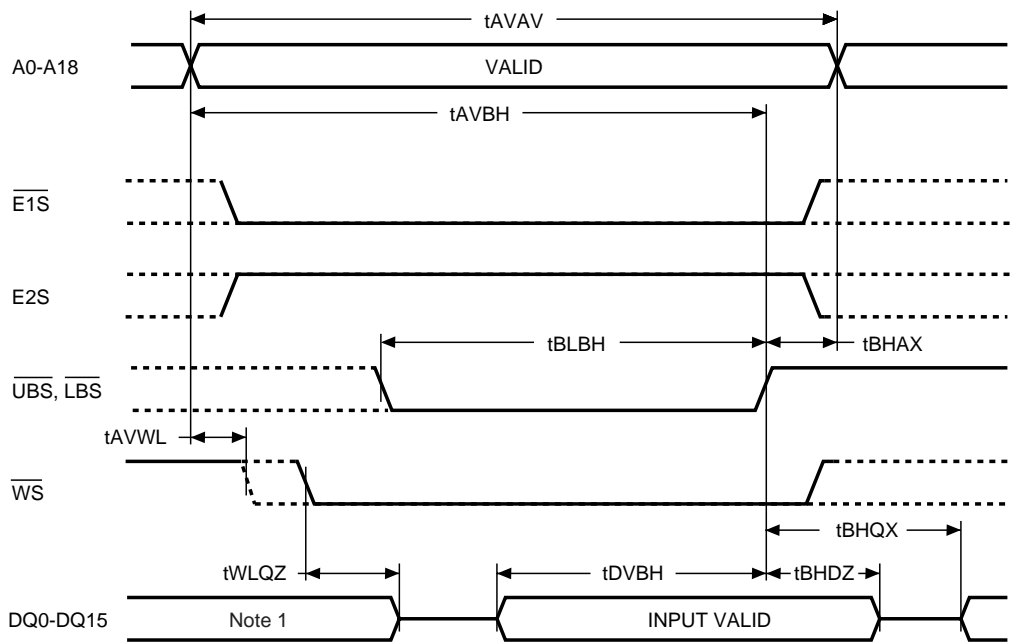 tAVAV
A0-A18
VALID
tAVBH
E1S
E2S
tBLBH
tBHAX
UBS, LBS
tAVWL
WS
tBHQX
tWLQZ
tDVBH
tBHDZ
DQ0-DQ15
Note 1
INPUT VALID